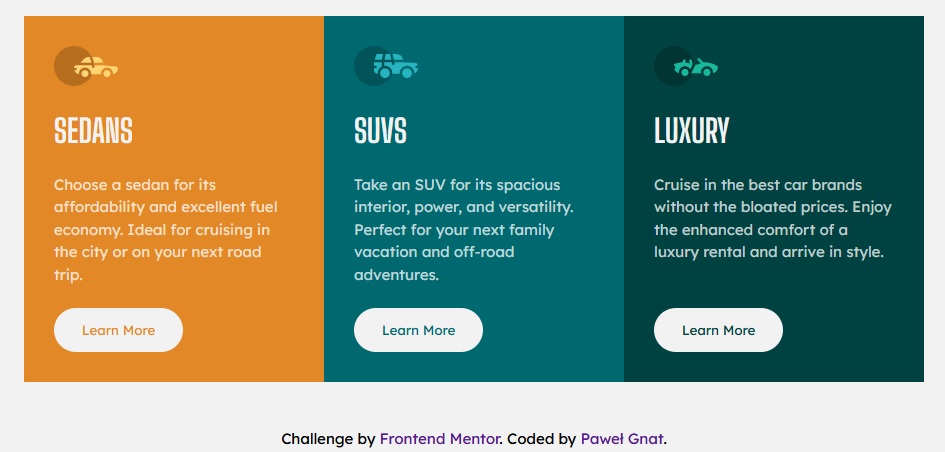 SEDANS
Choose a sedan for its
affordability and excellent fuel
economy. Ideal for cruising in
the city or on your next road
trip.
Learn More
SUVS
Take an SUV for its spacious
interior, power, and versatility.
Perfect for your next family
vacation and off-road
adventures.
Learn More
LUXURY
Cruise in the best car brands
without the bloated prices. Enjoy
the enhanced comfort of a
luxury rental and arrive in style.
Learn More
Challenge by Frontend Mentor. Coded by Paweł Gnat.